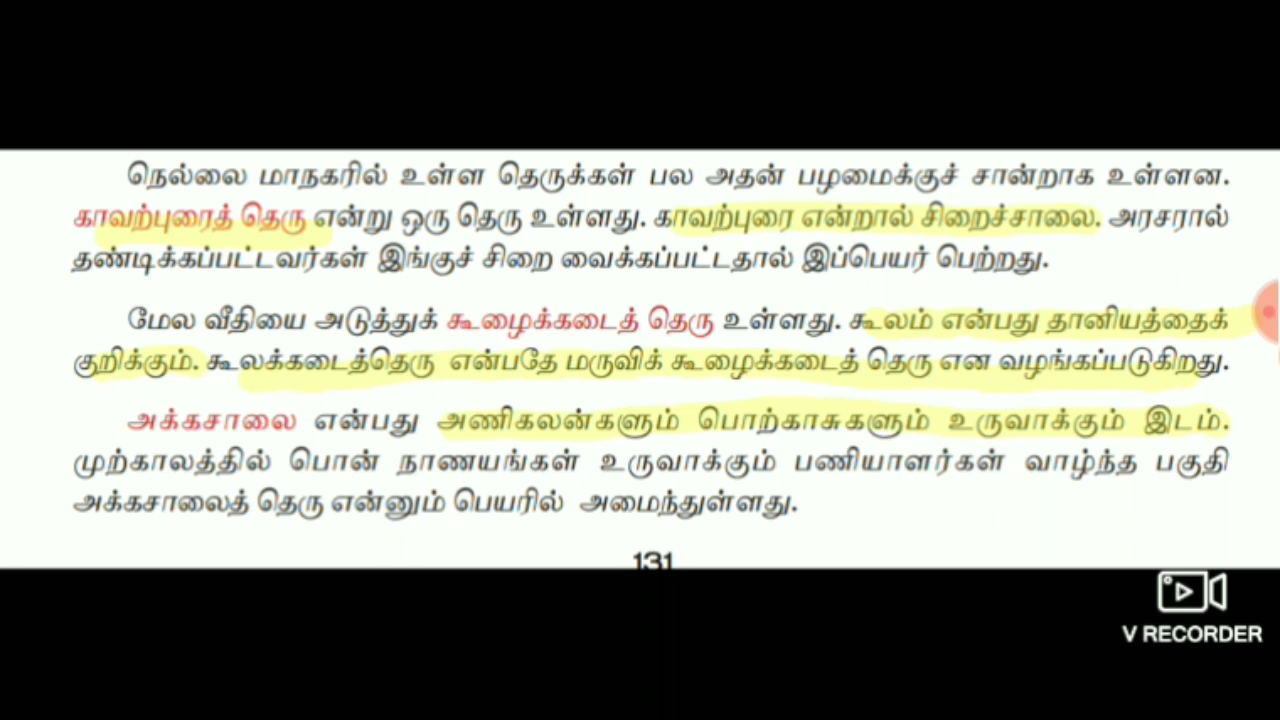 நெல்லை மாநகரில் உள்ள தெருக்கள் பல அதன் பழமைக்குச் சான்றாக உள்ளன.
காவற்புரைத் தெரு என்று ஒரு தெரு உள்ளது. காவற்புரை என்றால் சிறைச்சாலை. அரசரால்
தண்டிக்கப்பட்டவர்கள் இங்குச் சிறை வைக்கப்பட்டதால் இப்பெயர் பெற்றது.
மேல வீதியை அடுத்துக் கூழைக்கடைத் தெரு உள்ளது. கூலம் என்பது தானியத்தைக்
குறிக்கும். கூலக்கடைத்தெரு என்பதே மருவிக் கூழைக்கடைத் தெரு என வழங்கப்படுகிறது.
அக்கசாலை என்பது அணிகலன்களும் பொற்காசுகளும் உருவாக்கும் இடம்.
முற்காலத்தில் பொன் நாணயங்கள் உருவாக்கும் பணியாளர்கள் வாழ்ந்த பகுதி
அக்கசாலைத் தெரு என்னும் பெயரில் அமைந்துள்ளது.
131
V RECORDER